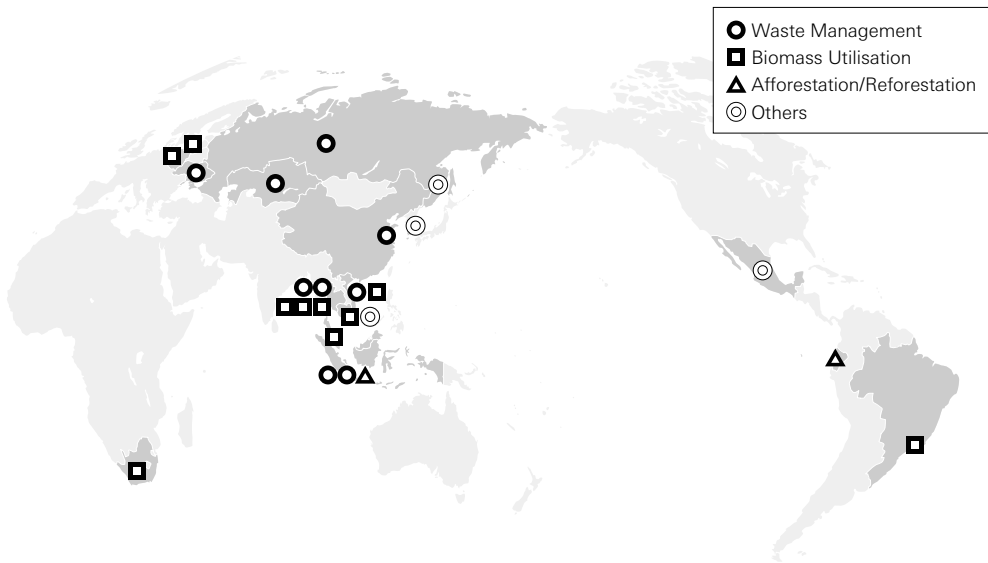 Waste Management
Biomass Utilisation
Afforestation/Reforestation
Others